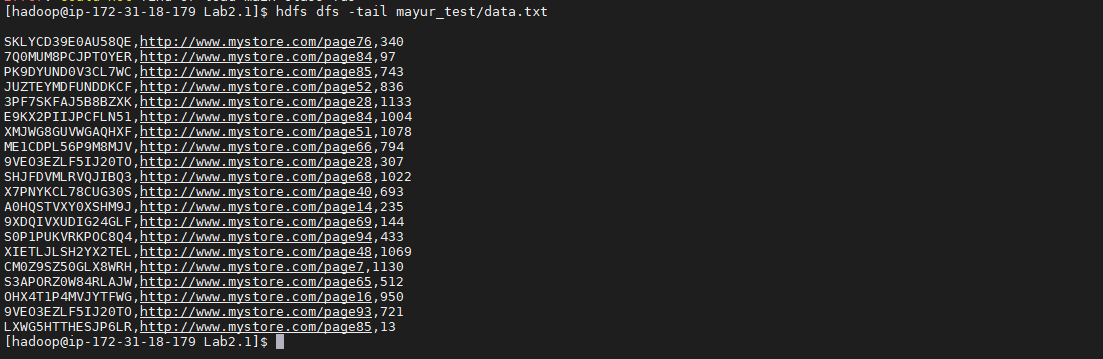 [hadoop@ip-172-31-18-179 Lab2.1]$ hdfs dfs -tail mayur_test/data.txt
SKLYCD39E0AU58QE,http://www.mystore.com/page76,340
7Q0MUM8PCJPTOYER,http://www.mystore.com/page84,97
PK9DYUND0V3CL7WC,http://www.mystore.com/page85,743
JUZTEYMDFUNDDKCF,http://www.mystore.com/page52,836
3PF7SKFAJ5B8BZXK,http://www.mystore.com/page28,1133
E9KX2PIIJPCFLN51,http://www.mystore.com/page84,1004
XMJWG8GUVWGAQHXF,http://www.mystore.com/page51,1078
ME1CDPL56P9M8MJV,http://www.mystore.com/page66,794
9VEO3EZLF5IJ20TO,http://www.mystore.com/page28,307
SHJFDVMLRVQJIBQ3,http://www.mystore.com/page68,1022
X7PNYKCL78CUG30S,http://www.mystore.com/page40,693
A0HQSTVXY0XSHM9J,http://www.mystore.com/page14,235
9XDQIVXUDIG24GLF,http://www.mystore.com/page69,144
S0P1PUKVRKPOC8Q4,http://www.mystore.com/page94,433
XIETLJLSH2YX2TEL,http://www.mystore.com/page48,1069
CM0Z9SZ50GLX8WRH,http://www.mystore.com/page7,1130
S3APORZ0W84RLAJW,http://www.mystore.com/page65,512
OHX4T1P4MVJYTFWG,http://www.mystore.com/page16,950
9VEO3EZLF5IJ20TO,http://www.mystore.com/page93,721
LXWG5HTTHESJP6LR,http://www.mystore.com/page85,13
[hadoop@ip-172-31-18-179 Lab2.1]$